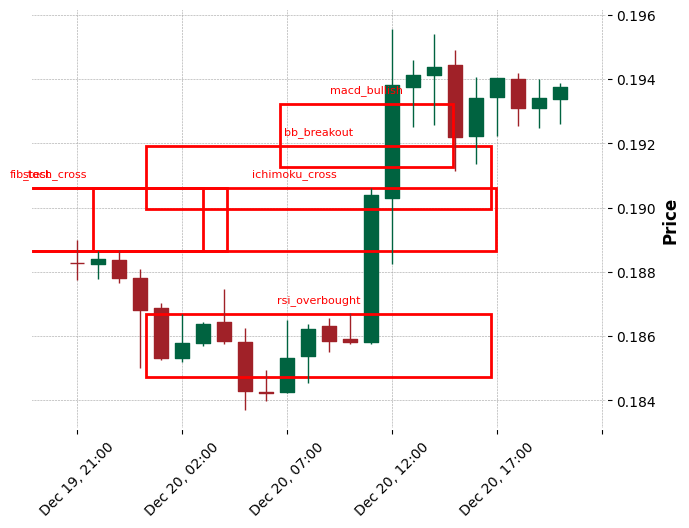 0.196
0.194
macd_bullish
bb_breakout
0.192
stoch_cross
ichimoku_cross
0.190
Price
0.188
rsi_overbought
0.186
0.184
Dec 19, 21:00
Dec 20, 02:00
Dec 20, 07:00
Dec 20, 12:00
Dec 20, 17:00